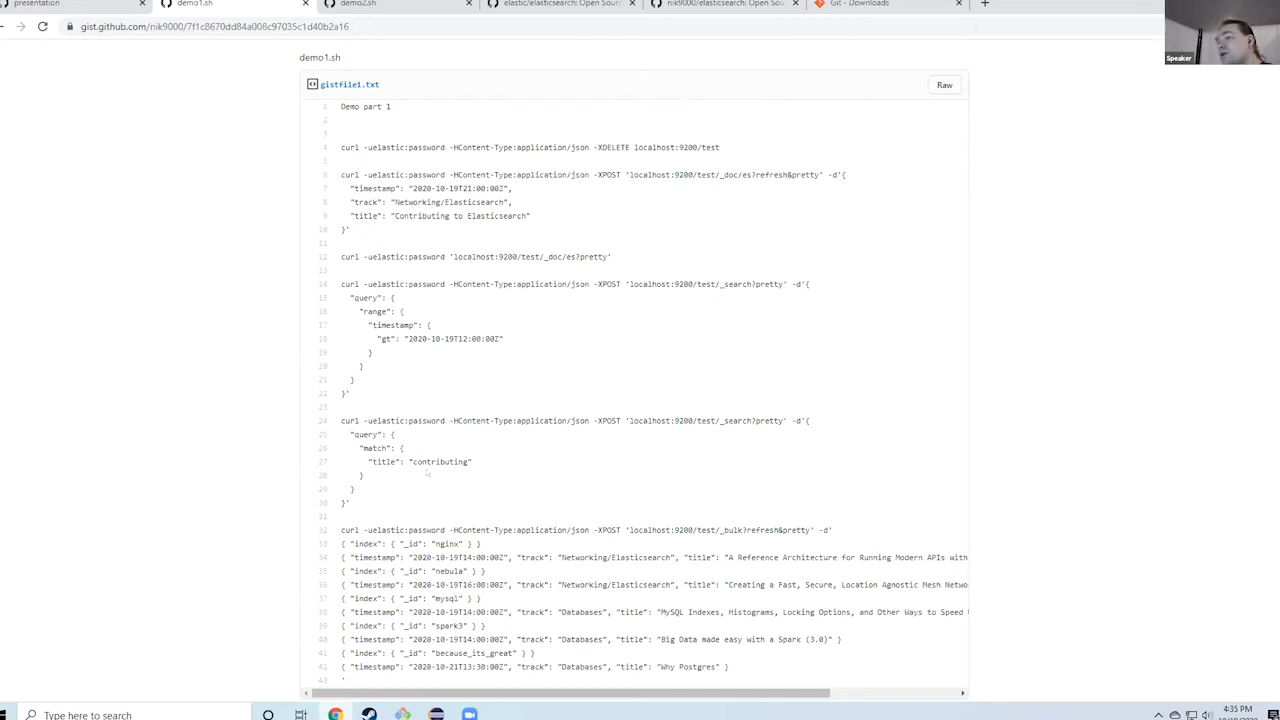 presentation
demo1.sh
demo2.sh
elastic/elasticsearch: Open Sourc
nik9000/elasticsearch: Open Sou
Git - Downloads
gist.github.com/nik9000/7f1c8670dd84a008c97035c1d40b2a16
Speaker
demo1.sh
gistfile1.txt
Raw
1 Demo part 1
2
3
4 curl -uelastic:password -HContent-Type:application/json -XDELETE localhost:9200/test
5
6 curl -uelastic:password -HContent-Type:application/json -XPOST 'localhost:9200/test/_doc/es?refresh&pretty' -d'{
7 "timestamp": "2020-10-19T21:00:00Z",
8 "track": "Networking/Elasticsearch",
9 "title": "Contributing to Elasticsearch"
10 }'
11
12 curl -uelastic:password 'localhost:9200/test/_doc/es?pretty'
13
14 curl -uelastic:password -HContent-Type:application/json -XPOST 'localhost:9200/test/_search?pretty' -d'{
15 "query": {
16 "range": {
17 "timestamp": {
18 "gt": "2020-10-19T12:00:00Z"
19 }
20 }
21 }
22 }'
23
24 curl -uelastic:password -HContent-Type:application/json -XPOST 'localhost:9200/test/_search?pretty' -d'{
25 "query": {
26 "match": {
27 "title": "contributing"
28 }
29 }
30 }'
31
32 curl -uelastic:password -HContent-Type:application/json -XPOST 'localhost:9200/test/_bulk?refresh&pretty' -d'
33 { "index": { "_id": "nginx" } }
34 { "timestamp": "2020-10-19T14:00:00Z", "track": "Networking/Elasticsearch", "title": "A Reference Architecture for Running Modern APIs with
35 { "index": { "_id": "nebula" } }
36 { "timestamp": "2020-10-19T16:00:00Z", "track": "Networking/Elasticsearch", "title": "Creating a Fast, Secure, Location Agnostic Mesh Netwo
37 { "index": { "_id": "mysql" } }
38 { "timestamp": "2020-10-19T14:00:00Z", "track": "Databases", "title": "MySQL Indexes, Histograms, Locking Options, and Other Ways to Speed
39 { "index": { "_id": "spark3" } }
40 { "timestamp": "2020-10-19T14:00:00Z", "track": "Databases", "title": "Big Data made easy with a Spark (3.0)" }
41 { "index": { "_id": "because_its_great" } }
42 { "timestamp": "2020-10-21T13:30:00Z", "track": "Databases", "title": "Why Postgres" }
43 '
Type here to search
4:35 PM